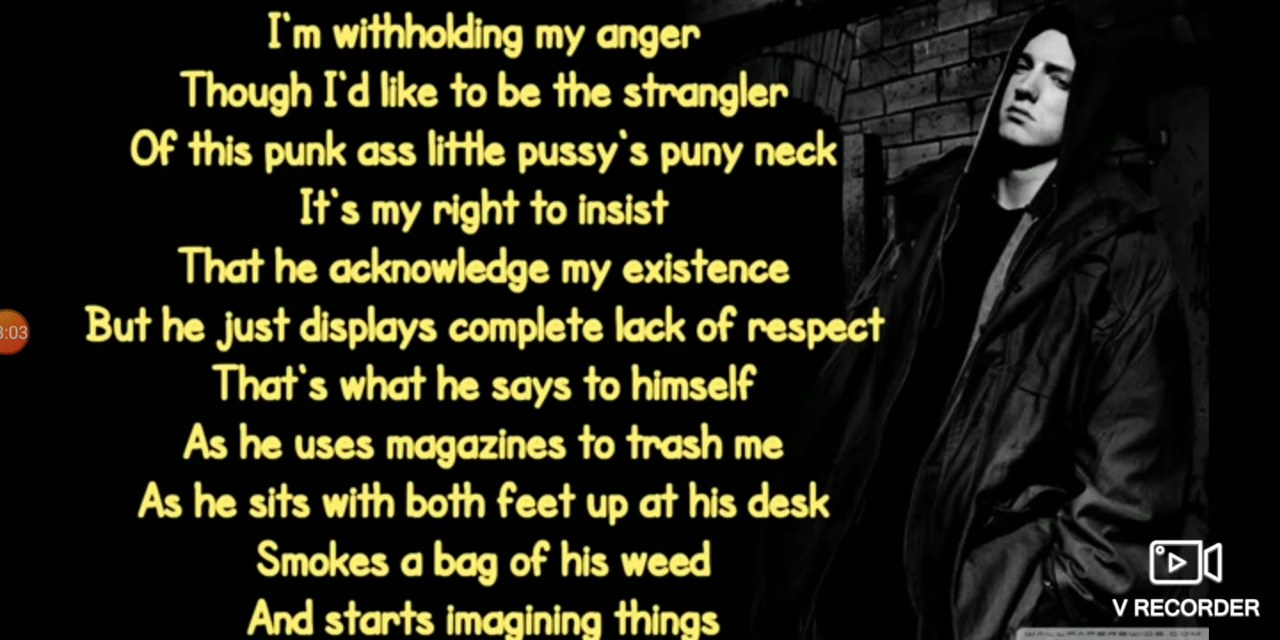 I'm withholding my anger
Though I'd like to be the strangler
Of this punk ass little pussy's puny neck
It's my right to insist
That he acknowledge my existence
But he just displays complete lack of respect
3:03
That's what he says to himself
As he uses magazines to trash me
As he sits with both feet up at his desk
Smokes a bag of his weed
And starts imagining things
V RECORDER